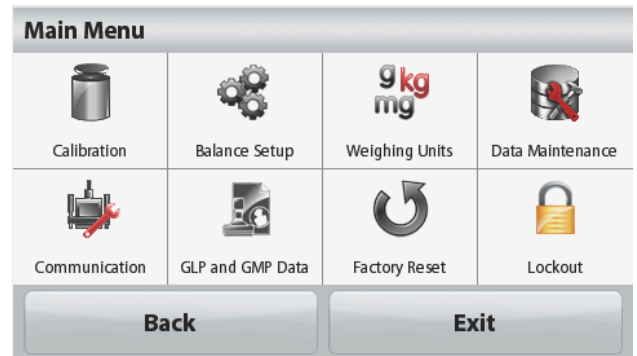 Main Menu
g kg
mg
Calibration
Balance Setup
Weighing Units
Data Maintenance
Communication
GLP and GMP Data
Factory Reset
Lockout
Back
Exit